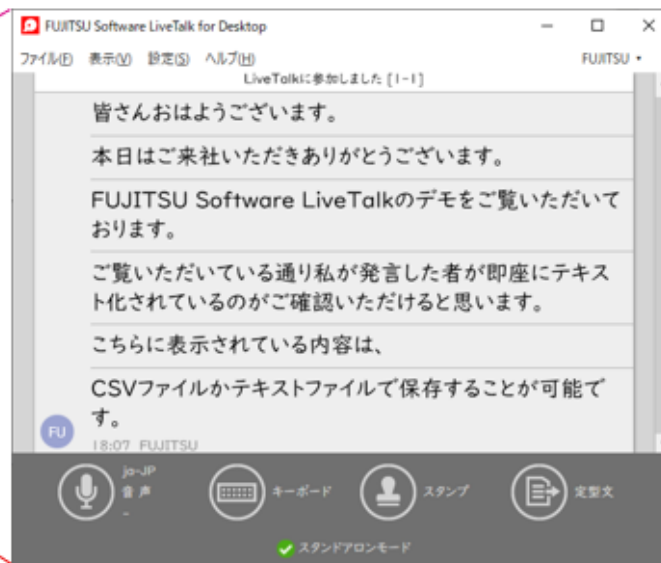 FUJITSU Software LiveTalk for Desktop
ファイル(F) 表示(V) 設定(S) ヘルプ(H) FUJITSU
LiveTalkに参加しました [1-1]
皆さんおはようございます。
本日はご来社いただきありがとうございます。
FUJITSU Software LiveTalkのデモをご覧いただいて
おります。
ご覧いただいている通り私が発言した者が即座にテキス
ト化されているのがご確認いただけると思います。
こちらに表示されている内容は、
CSVファイルかテキストファイルで保存することが可能で
す。
FU
18:07 FUJITSU
ja-JP
音声
-
キーボード
スタンプ
定型文
スタンドアロンモード